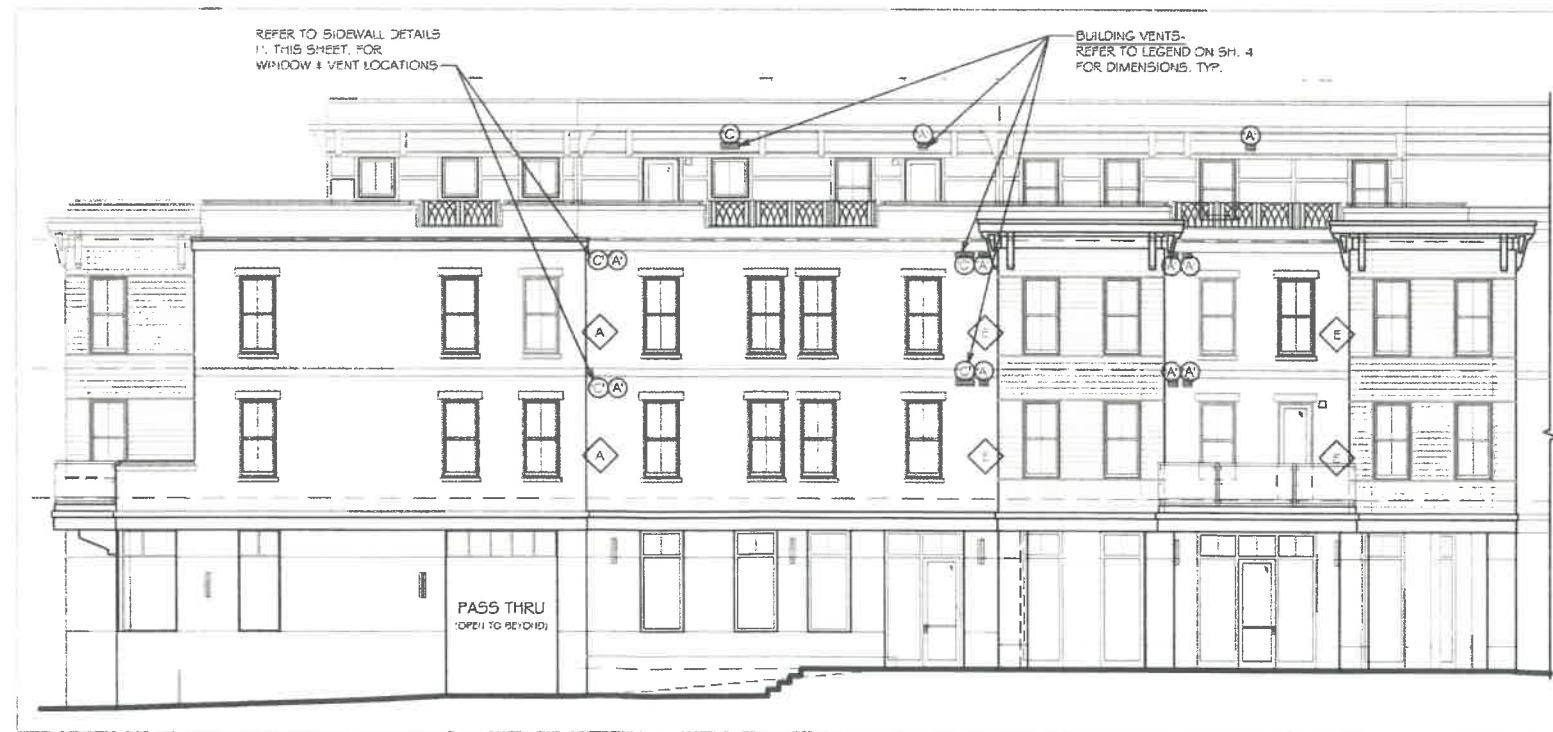 REFER TO SIDEWALL DETAILS
THIS SHEET, FOR
WINDOW & VENT LOCATIONS
BUILDING VENTS-
REFER TO LEGEND ON SH. 4
FOR DIMENSIONS, TYP.
C A' A'
C' A' C' A' A' A'
A E E
C' A' C' A' A' A'
A E E
PASS THRU
(OPEN TO BEYOND)